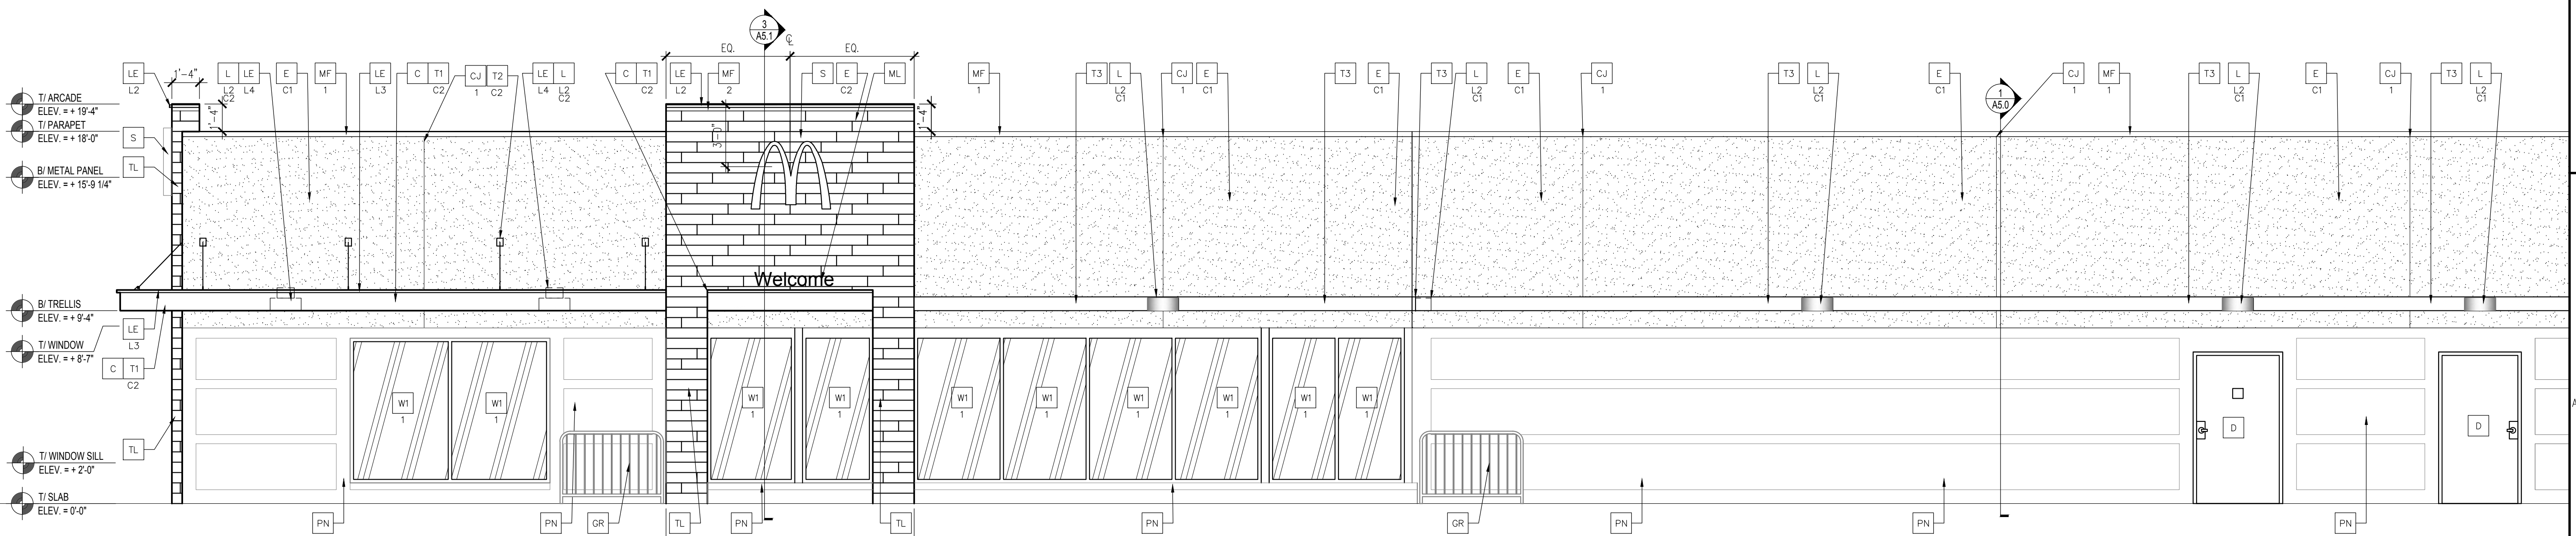 3
A5.1
EQ.
EQ.
LE
L2
1'-4"
L
LE
L2
L4
C2
E
C1
MF
1
LE
L3
C
T1
C2
CJ
T2
1
C2
LE
L
L4
L2
C2
C
T1
C2
LE
L2
MF
2
S
E
C2
ML
MF
1
T3
L
L2
C1
CJ
E
1
C1
T3
E
C1
T3
L
L2
C1
E
C1
CJ
1
T3
L
L2
C1
E
C1
1
A5.0
CJ
1
MF
1
T3
L
L2
C1
E
C1
CJ
1
T3
L
L2
C1
T/ ARCADE
ELEV. = + 19'-4"
1'-4"
3'-0"
1'-4"
T/ PARAPET
ELEV. = + 18'-0"
S
B/ METAL PANEL
ELEV. = + 15'-9 1/4"
TL
Welcome
B/ TRELLIS
ELEV. = + 9'-4"
LE
L3
T/ WINDOW
ELEV. = + 8'-7"
C
T1
C2
W1
1
W1
1
W1
1
W1
1
W1
1
W1
1
W1
1
W1
1
W1
1
W1
1
D
D
TL
T/ WINDOW SILL
ELEV. = + 2'-0"
T/ SLAB
ELEV. = 0'-0"
PN
PN
GR
TL
PN
TL
PN
GR
PN
PN
PN